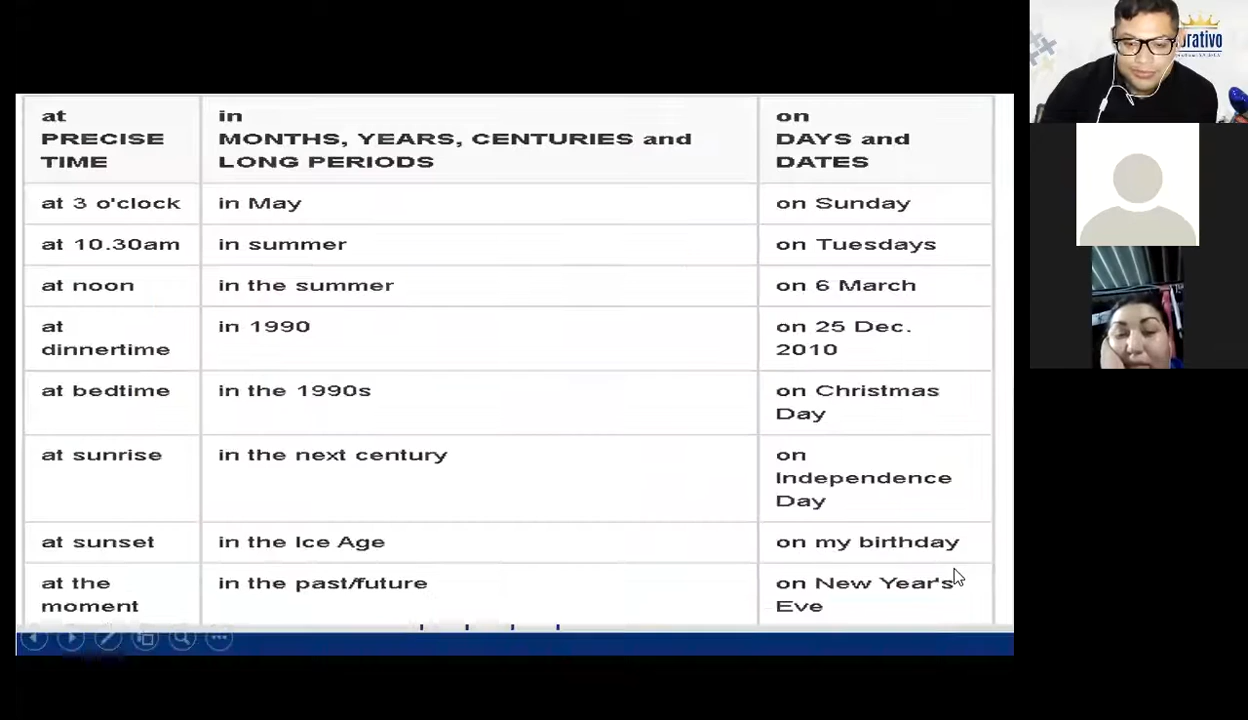 at
PRECISE
TIME
in
MONTHS, YEARS, CENTURIES and
LONG PERIODS
on
DAYS and
DATES
at 3 o'clock
in May
on Sunday
at 10.30am
in summer
on Tuesdays
at noon
in the summer
on 6 March
at
dinnertime
in 1990
on 25 Dec.
2010
at bedtime
in the 1990s
on Christmas
Day
at sunrise
in the next century
on
Independence
Day
at sunset
in the Ice Age
on my birthday
at the
moment
in the past/future
on New Year's
Eve